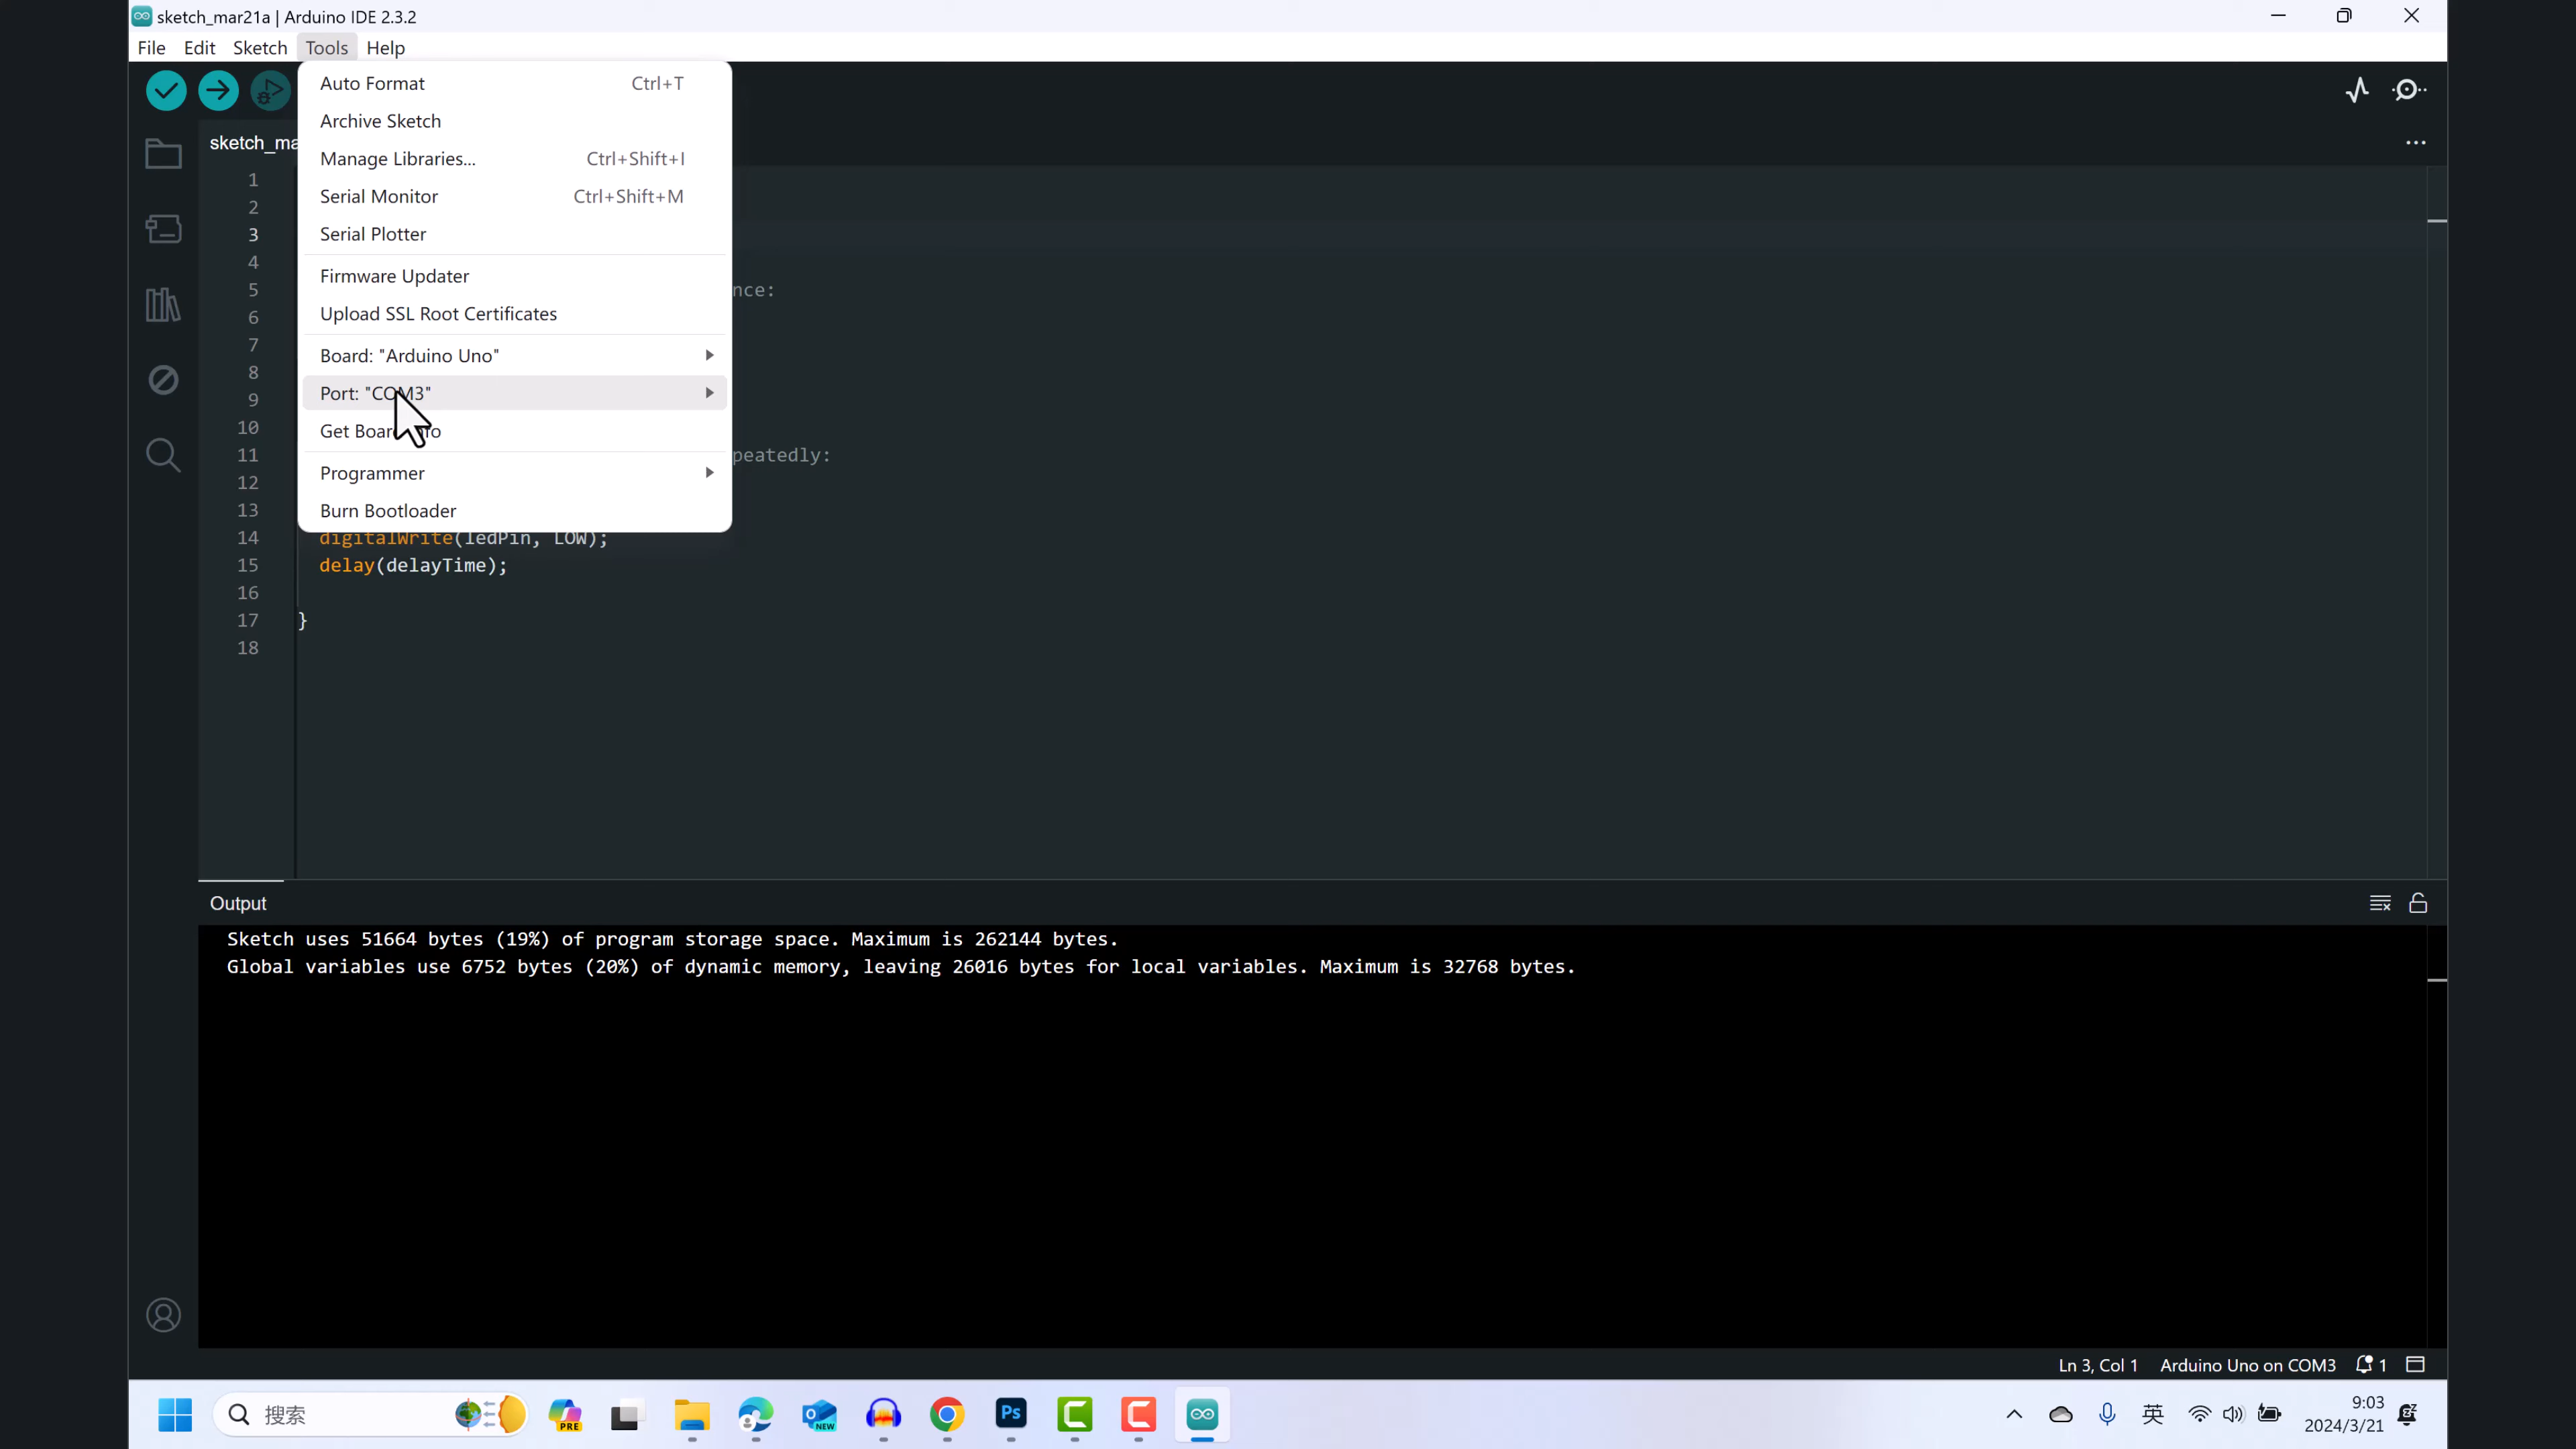 sketch_mar21a | Arduino IDE 2.3.2
File Edit Sketch Tools Help
Auto Format Ctrl+T
Archive Sketch
Manage Libraries... Ctrl+Shift+I
Serial Monitor Ctrl+Shift+M
Serial Plotter
Firmware Updater
Upload SSL Root Certificates
Board: "Arduino Uno"
Port: "COM3"
Get Board Info
Programmer
Burn Bootloader
sketch_ma
1
2
3
4
5 nce:
6
7
8
9
10
11 peatedly:
12
13
14 digitalWrite(ledPin, LOW);
15 delay(delayTime);
16
17 }
18
Output
Sketch uses 51664 bytes (19%) of program storage space. Maximum is 262144 bytes.
Global variables use 6752 bytes (20%) of dynamic memory, leaving 26016 bytes for local variables. Maximum is 32768 bytes.
Ln 3, Col 1 Arduino Uno on COM3 1
搜索 PRE NEW Ps 英 9:03
2024/3/21